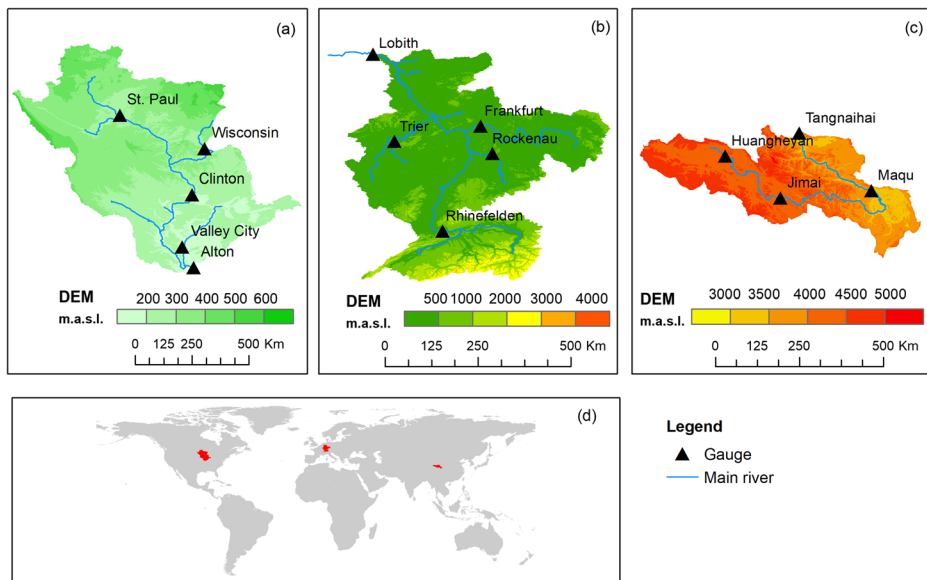 (a)
St. Paul
Wisconsin
Clinton
Valley City
Alton
DEM
200 300 400 500 600
m.a.s.l.
0 125 250 500 Km
(b)
Lobith
Frankfurt
Trier
Rockenau
Rhinefelden
DEM
500 1000 2000 3000 4000
m.a.s.l.
0 125 250 500 Km
(c)
Tangnaihai
Huangheyan
Jimai
Maqu
DEM
3000 3500 4000 4500 5000
m.a.s.l.
0 125 250 500 Km
(d)
Legend
Gauge
Main river